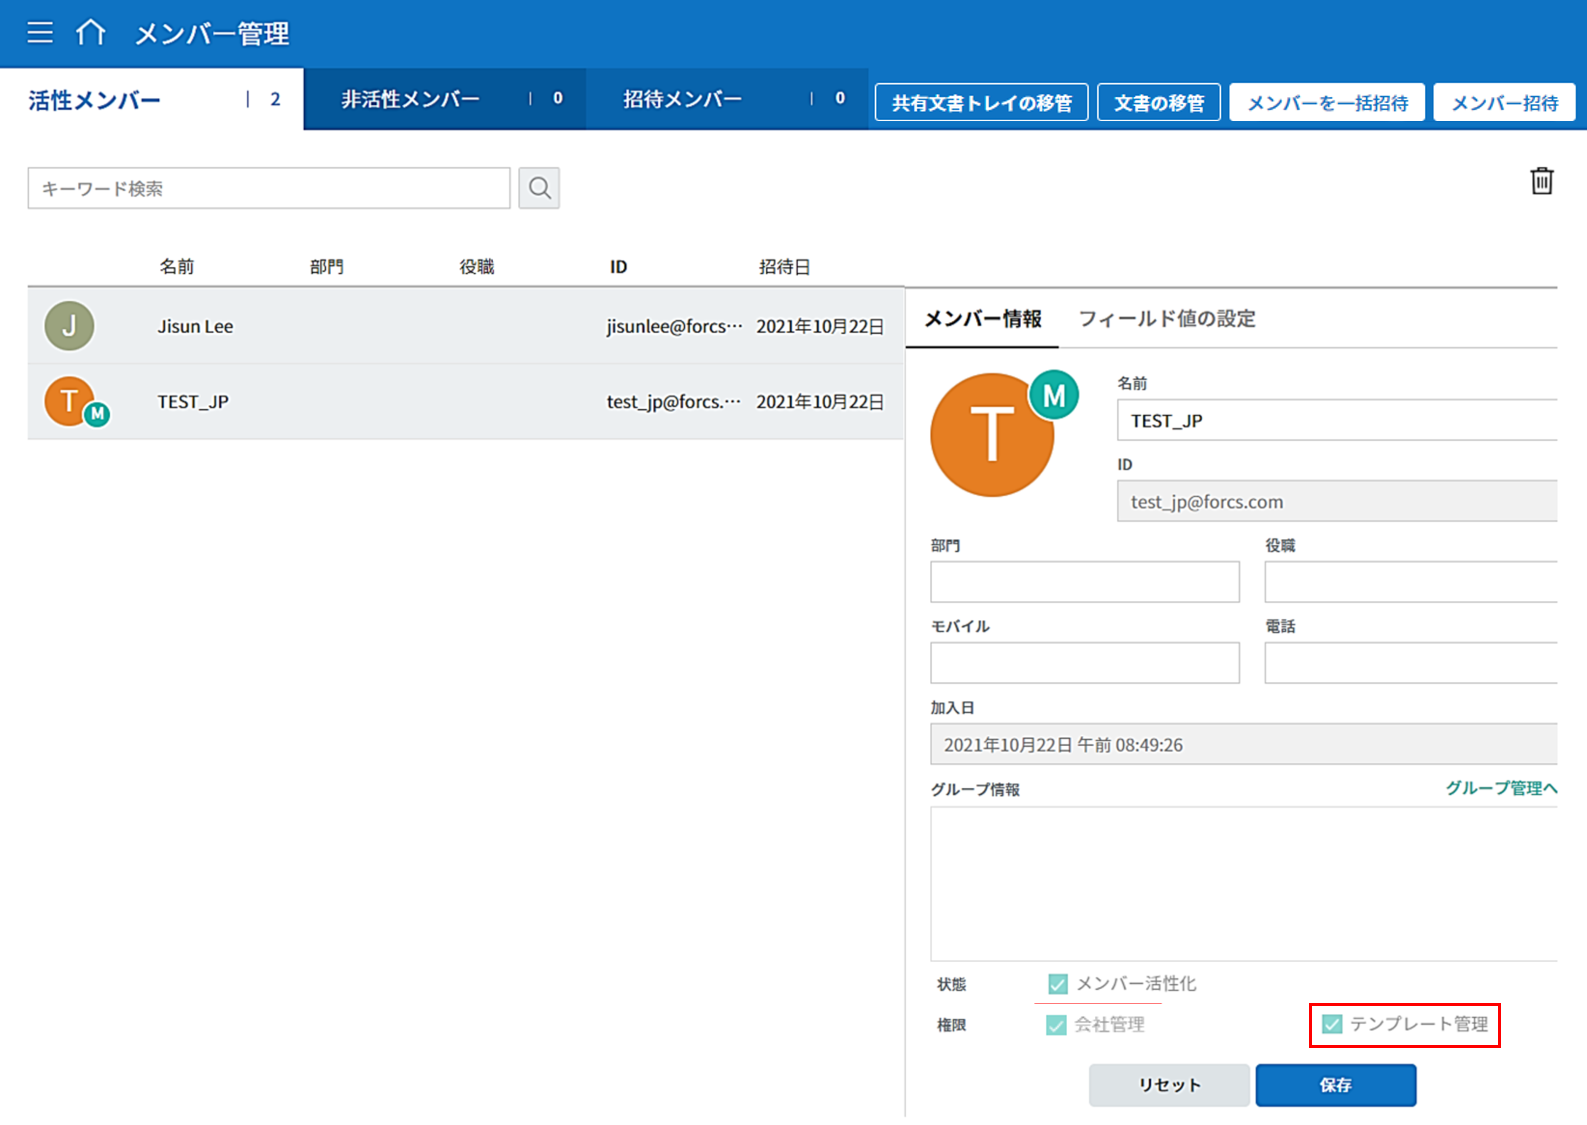 メンバー管理
活性メンバー | 2
非活性メンバー | 0
招待メンバー | 0
共有文書トレイの移管
文書の移管
メンバーを一括招待
メンバー招待
キーワード検索
名前 部門 役職 ID 招待日
J Jisun Lee jisunlee@forcs··· 2021年10月22日
T M TEST_JP test_jp@forcs.··· 2021年10月22日
メンバー情報 フィールド値の設定
T M
名前
TEST_JP
ID
test_jp@forcs.com
部門 役職
モバイル 電話
加入日
2021年10月22日 午前 08:49:26
グループ情報 グループ管理へ
状態 メンバー活性化
権限 会社管理 テンプレート管理
リセット 保存